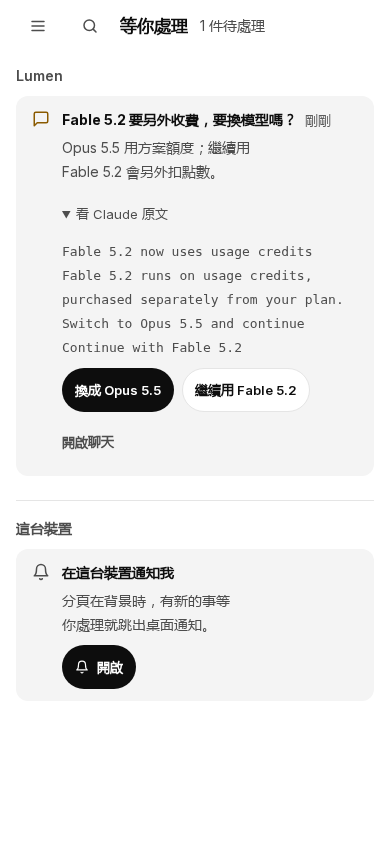 等你處理 1 件待處理
Lumen
Fable 5.2 要另外收費，要換模型嗎？ 剛剛
Opus 5.5 用方案額度；繼續用
Fable 5.2 會另外扣點數。
▼ 看 Claude 原文
Fable 5.2 now uses usage credits
Fable 5.2 runs on usage credits,
purchased separately from your plan.
Switch to Opus 5.5 and continue
Continue with Fable 5.2
換成 Opus 5.5 繼續用 Fable 5.2
開啟聊天
這台裝置
在這台裝置通知我
分頁在背景時，有新的事等
你處理就跳出桌面通知。
開啟